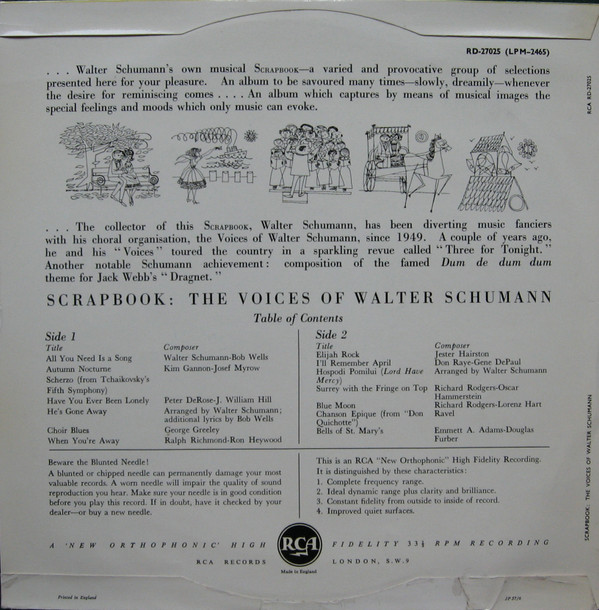 RD-27025 (LPM-2465)
. . . Walter Schumann's own musical SCRAPBOOK—a varied and provocative group of selections
presented here for your pleasure. An album to be savoured many times—slowly, dreamily—whenever
the desire for reminiscing comes . . . . An album which captures by means of musical images the
special feelings and moods which only music can evoke.
. . . The collector of this SCRAPBOOK, Walter Schumann, has been diverting music fanciers
with his choral organisation, the Voices of Walter Schumann, since 1949. A couple of years ago,
he and his "Voices" toured the country in a sparkling revue called "Three for Tonight."
Another notable Schumann achievement: composition of the famed Dum de dum dum
theme for Jack Webb's "Dragnet."
SCRAPBOOK: THE VOICES OF WALTER SCHUMANN
Table of Contents
Side 1
Title Composer
All You Need Is a Song Walter Schumann-Bob Wells
Autumn Nocturne Kim Gannon-Josef Myrow
Scherzo (from Tchaikovsky's
Fifth Symphony)
Have You Ever Been Lonely Peter DeRose-J. William Hill
He's Gone Away Arranged by Walter Schumann;
additional lyrics by Bob Wells
Choir Blues George Greeley
When You're Away Ralph Richmond-Ron Heywood
Side 2
Title Composer
Elijah Rock Jester Hairston
I'll Remember April Don Raye-Gene DePaul
Hospodi Pomilui (Lord Have Arranged by Walter Schumann
Mercy)
Surrey with the Fringe on Top Richard Rodgers-Oscar
Hammerstein
Blue Moon Richard Rodgers-Lorenz Hart
Chanson Epique (from "Don Ravel
Quichotte")
Bells of St. Mary's Emmett A. Adams-Douglas
Furber
Beware the Blunted Needle!
A blunted or chipped needle can permanently damage your most
valuable records. A worn needle will impair the quality of sound
reproduction you hear. Make sure your needle is in good condition
before you play this record. If in doubt, have it checked by your
dealer—or buy a new needle.
This is an RCA "New Orthophonic" High Fidelity Recording.
It is distinguished by these characteristics:
1. Complete frequency range.
2. Ideal dynamic range plus clarity and brilliance.
3. Constant fidelity from outside to inside of record.
4. Improved quiet surfaces.
A 'NEW ORTHOPHONIC' HIGH FIDELITY 33⅓ RPM RECORDING
RCA
RCA RECORDS LONDON, S.W.9
Made in England
Printed in England
RCA RD-27025
SCRAPBOOK: THE VOICES OF WALTER SCHUMANN